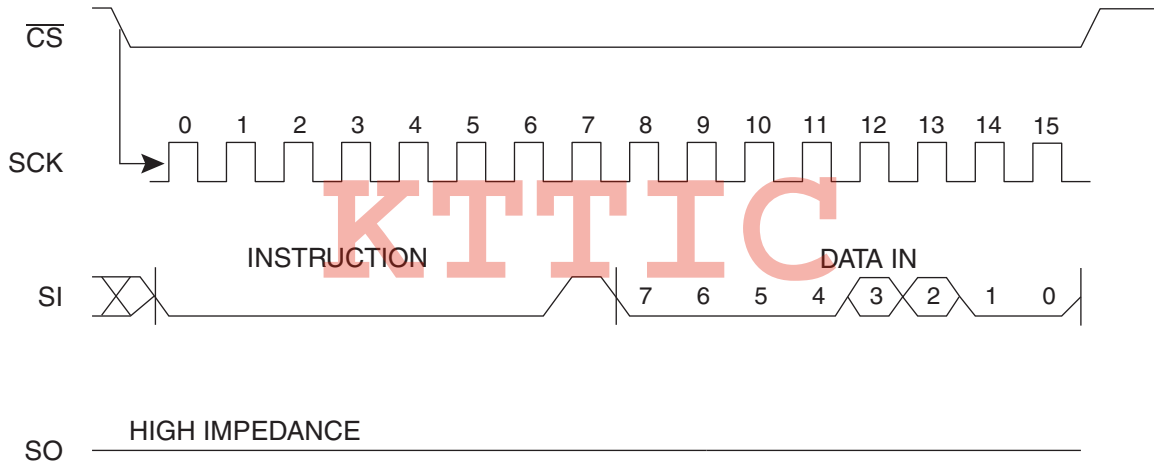 CS
0 1 2 3 4 5 6 7 8 9 10 11 12 13 14 15
SCK
KTTIC
INSTRUCTION DATA IN
SI 7 6 5 4 3 2 1 0
HIGH IMPEDANCE
SO